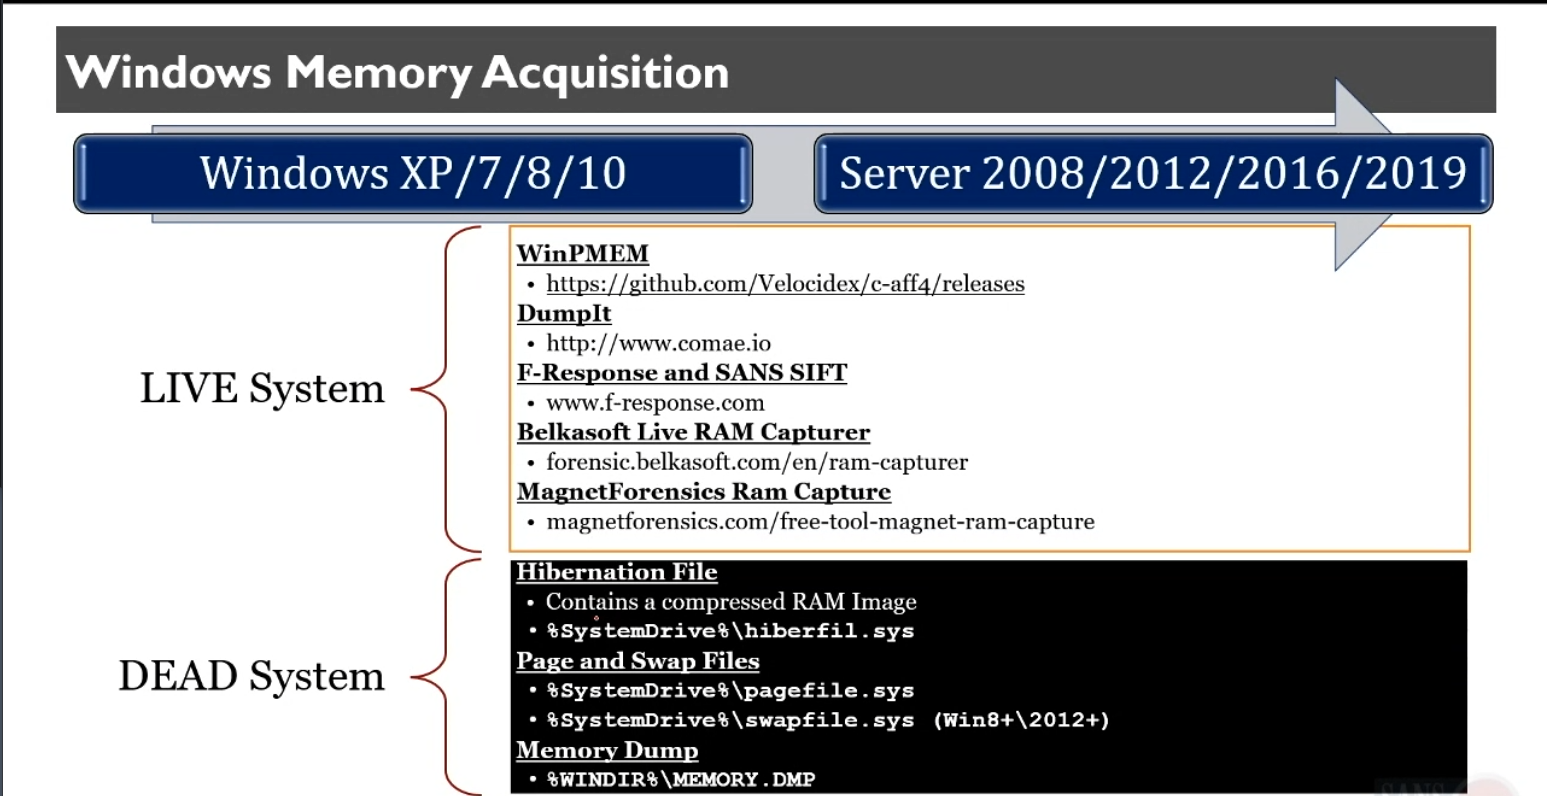 Windows Memory Acquisition
Windows XP/7/8/10
Server 2008/2012/2016/2019
LIVE System
WinPMEM
• https://github.com/Velocidex/c-aff4/releases
DumpIt
• http://www.comae.io
F-Response and SANS SIFT
• www.f-response.com
Belkasoft Live RAM Capturer
• forensic.belkasoft.com/en/ram-capturer
MagnetForensics Ram Capture
• magnetforensics.com/free-tool-magnet-ram-capture
DEAD System
Hibernation File
• Contains a compressed RAM Image
• %SystemDrive%\hiberfil.sys
Page and Swap Files
• %SystemDrive%\pagefile.sys
• %SystemDrive%\swapfile.sys (Win8+\2012+)
Memory Dump
• %WINDIR%\MEMORY.DMP
SANS